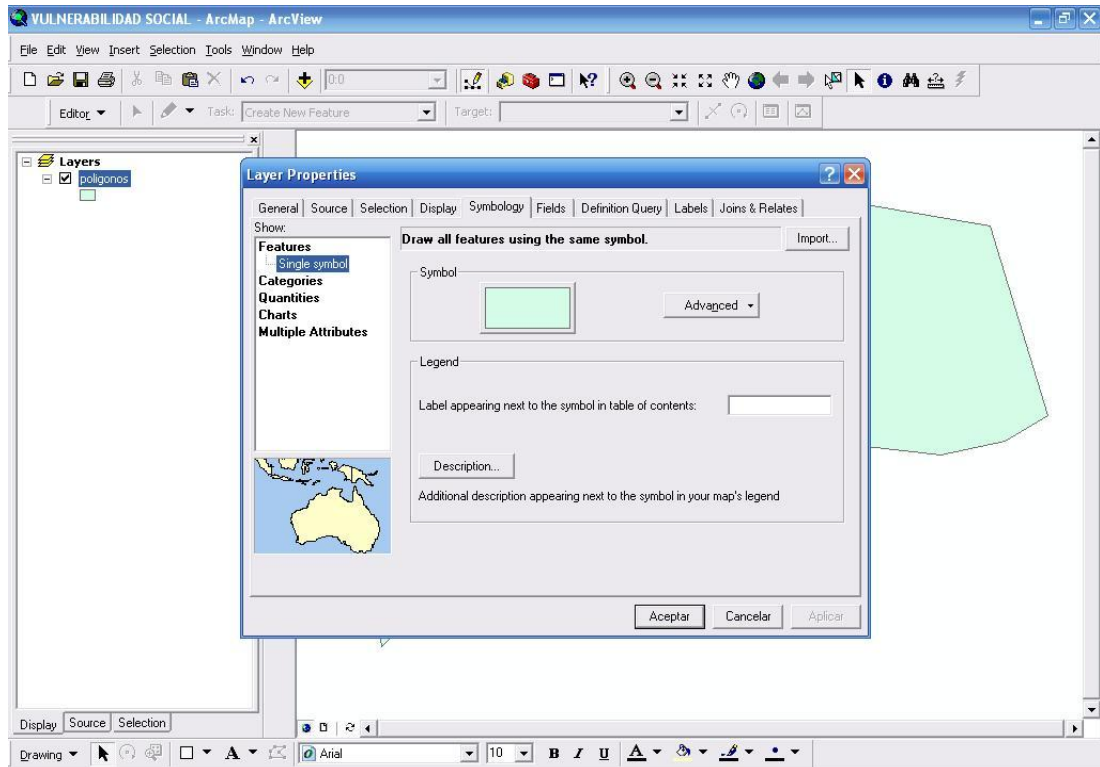 VULNERABILIDAD SOCIAL - ArcMap - ArcView
File Edit View Insert Selection Tools Window Help
0:0
Editor Task: Create New Feature Target:
Layers
poligonos
Layer Properties
General Source Selection Display Symbology Fields Definition Query Labels Joins & Relates
Show:
Features
Single symbol
Categories
Quantities
Charts
Multiple Attributes
Draw all features using the same symbol.
Import...
Symbol
Advanced
Legend
Label appearing next to the symbol in table of contents:
Description...
Additional description appearing next to the symbol in your map's legend
Aceptar Cancelar Aplicar
Display Source Selection
Drawing A Arial 10 B I U A